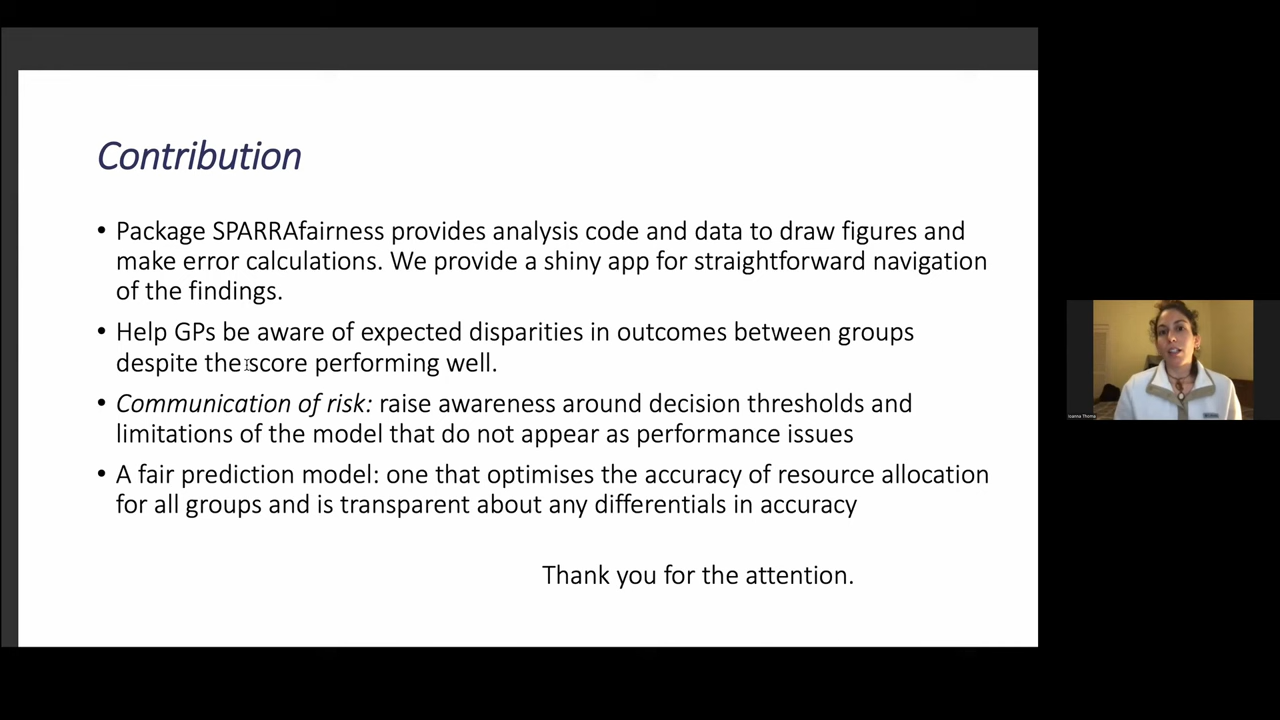 Contribution
• Package SPARRAfairness provides analysis code and data to draw figures and
make error calculations. We provide a shiny app for straightforward navigation
of the findings.
• Help GPs be aware of expected disparities in outcomes between groups
despite the score performing well.
• Communication of risk: raise awareness around decision thresholds and
limitations of the model that do not appear as performance issues
• A fair prediction model: one that optimises the accuracy of resource allocation
for all groups and is transparent about any differentials in accuracy
Thank you for the attention.